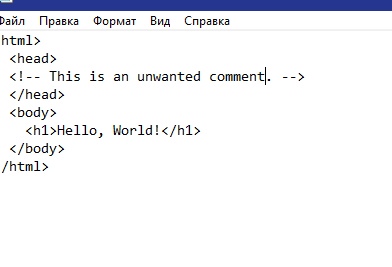 Файл Правка Формат Вид Справка
html>
<head>
<!-- This is an unwanted comment. -->
</head>
<body>
<h1>Hello, World!</h1>
</body>
/html>